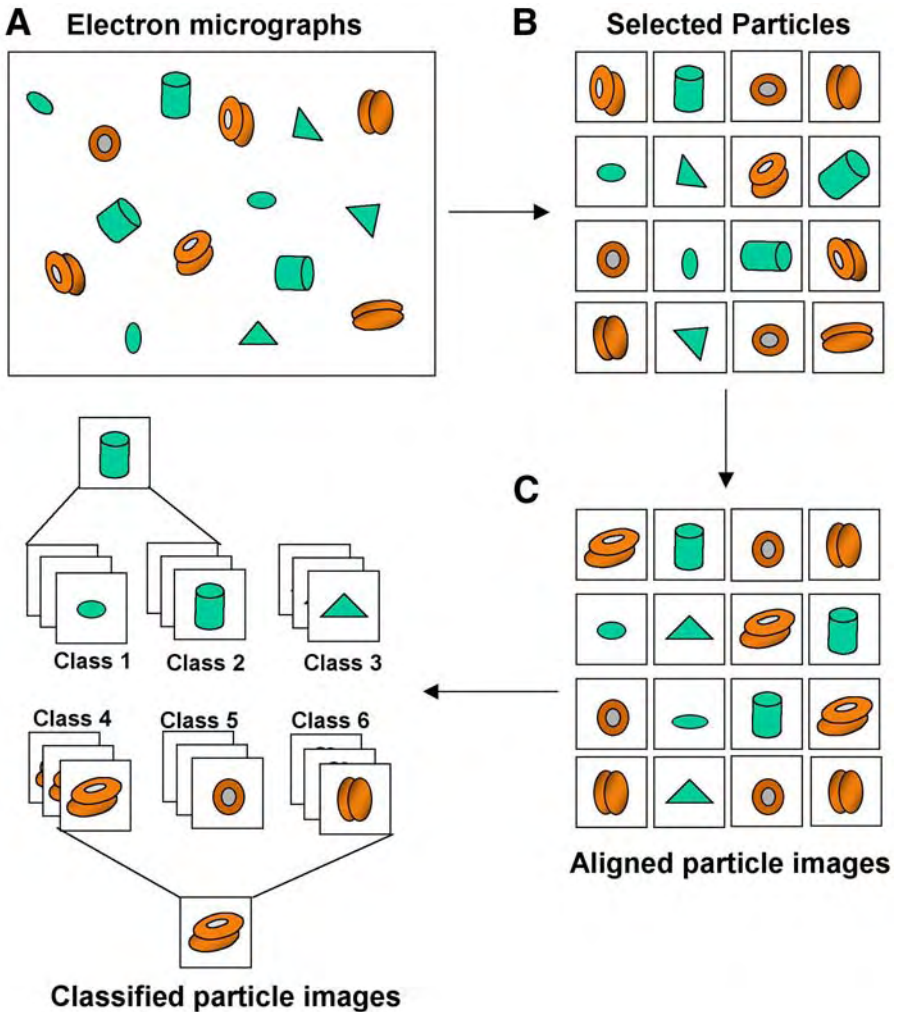 A Electron micrographs
B Selected Particles
C
Aligned particle images
Class 1 Class 2 Class 3
Class 4 Class 5 Class 6
Classified particle images